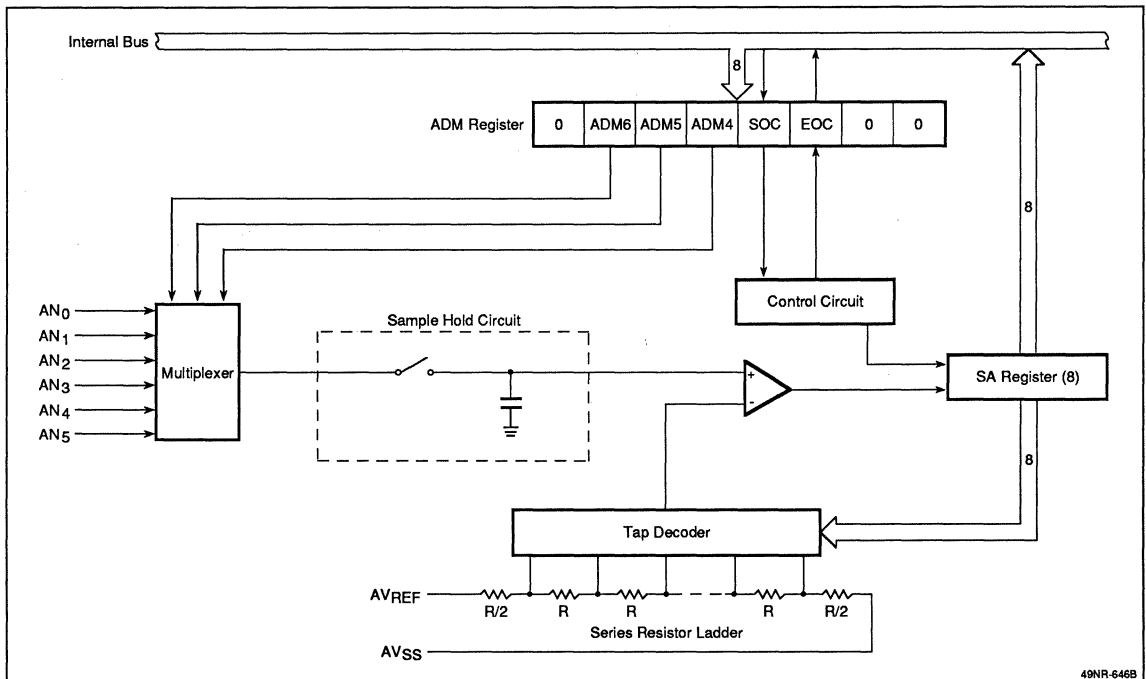 Internal Bus
8
ADM Register 0 ADM6 ADM5 ADM4 SOC EOC 0 0
8
Control Circuit
AN0
AN1
AN2
AN3
AN4
AN5
Multiplexer
Sample Hold Circuit
+
-
SA Register (8)
8
Tap Decoder
AVREF
R/2 R R R R/2
Series Resistor Ladder
AVSS
49NR-646B